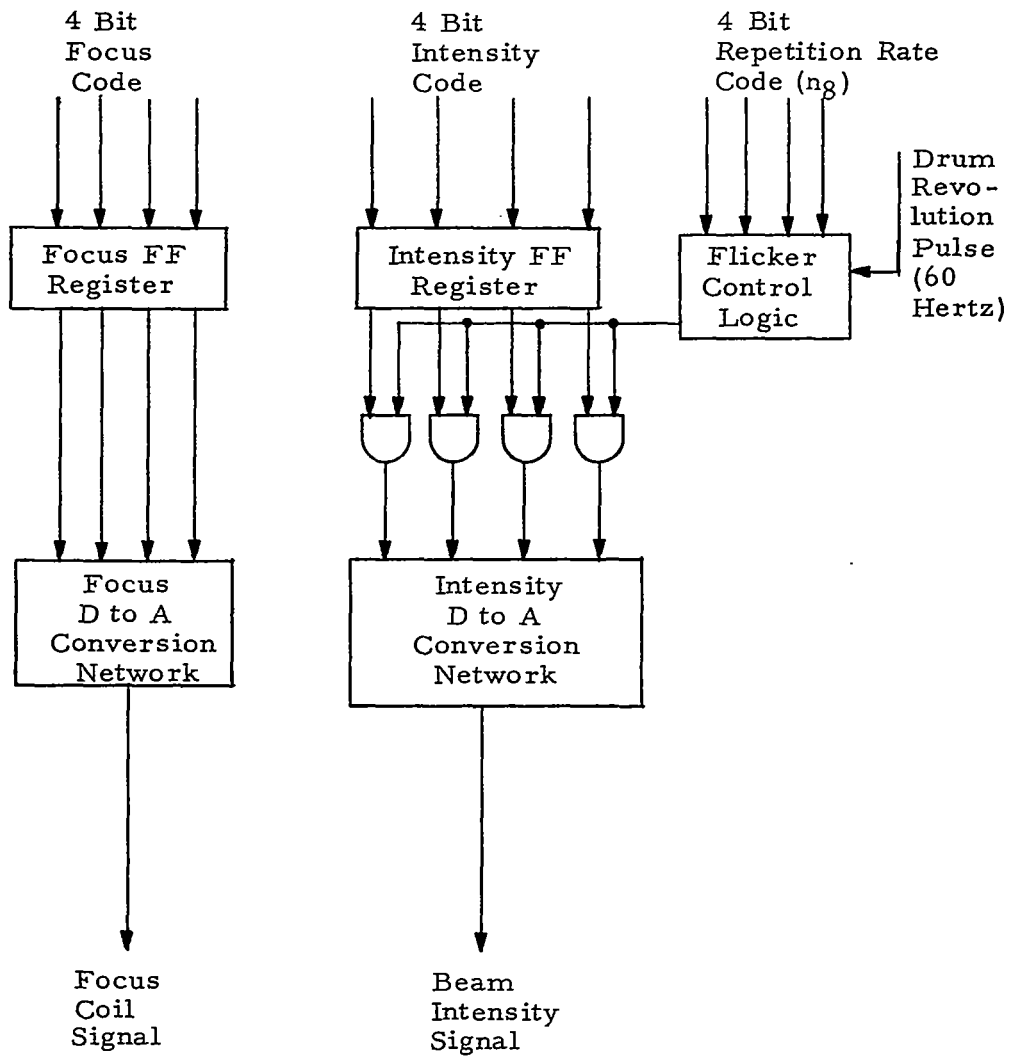 4 Bit
Focus
Code
4 Bit
Intensity
Code
4 Bit
Repetition Rate
Code (n8)
Drum
Revo-
lution
Pulse
(60
Hertz)
Focus FF
Register
Intensity FF
Register
Flicker
Control
Logic
Focus
D to A
Conversion
Network
Intensity
D to A
Conversion
Network
Focus
Coil
Signal
Beam
Intensity
Signal